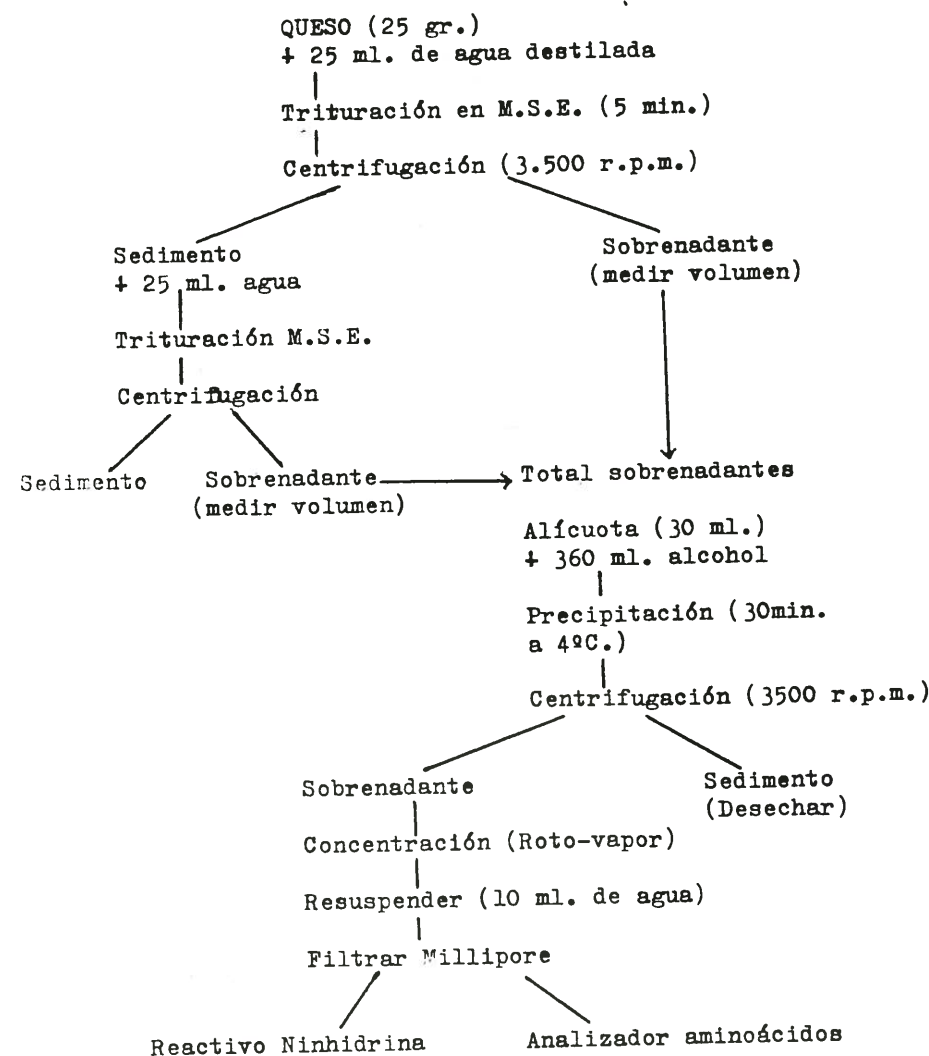 QUESO (25 gr.)
+ 25 ml. de agua destilada
Trituración en M.S.E. (5 min.)
Centrifugación (3.500 r.p.m.)
Sedimento
+ 25 ml. agua
Trituración M.S.E.
Centrifugación
Sedimento
Sobrenadante
(medir volumen)
Sobrenadante
(medir volumen)
Total sobrenadantes
Alícuota (30 ml.)
+ 360 ml. alcohol
Precipitación (30min.
a 4ºC.)
Centrifugación (3500 r.p.m.)
Sobrenadante
Sedimento
(Desechar)
Concentración (Roto-vapor)
Resuspender (10 ml. de agua)
Filtrar Millipore
Reactivo Ninhidrina
Analizador aminoácidos